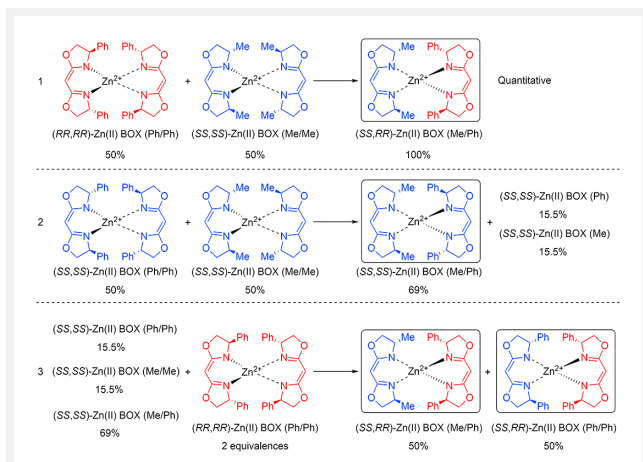 Ph Ph Me Me Me Ph
O O O O O O
N N N N N N
1 Zn2+ + Zn2+ Zn2+ Quantitative
N N N N N N
O O O O O O
Ph Ph Me Me Me Ph
(RR,RR)-Zn(II) BOX (Ph/Ph) (SS,SS)-Zn(II) BOX (Me/Me) (SS,RR)-Zn(II) BOX (Me/Ph)
50% 50% 100%
Ph Ph Me Me Me Ph
O O O O O O
N N N N N N
(SS,SS)-Zn(II) BOX (Ph)
15.5%
2 Zn2+ + Zn2+ Zn2+ +
(SS,SS)-Zn(II) BOX (Me)
15.5%
N N N N N N
O O O O O O
Ph Ph Me Me Me Ph
(SS,SS)-Zn(II) BOX (Ph/Ph) (SS,SS)-Zn(II) BOX (Me/Me) (SS,SS)-Zn(II) BOX (Me/Ph)
50% 50% 69%
(SS,SS)-Zn(II) BOX (Ph/Ph)
15.5%
Ph Ph Me Ph Ph Ph
O O O O O O
N N N N N N
3 (SS,SS)-Zn(II) BOX (Me/Me) + Zn2+ Zn2+ + Zn2+
15.5%
N N N N N N
O O O O O O
Ph Ph Me Ph Ph Ph
(SS,SS)-Zn(II) BOX (Me/Ph)
69%
(RR,RR)-Zn(II) BOX (Ph/Ph) (SS,RR)-Zn(II) BOX (Me/Ph) (SS,RR)-Zn(II) BOX (Ph/Ph)
2 equivalences 50% 50%